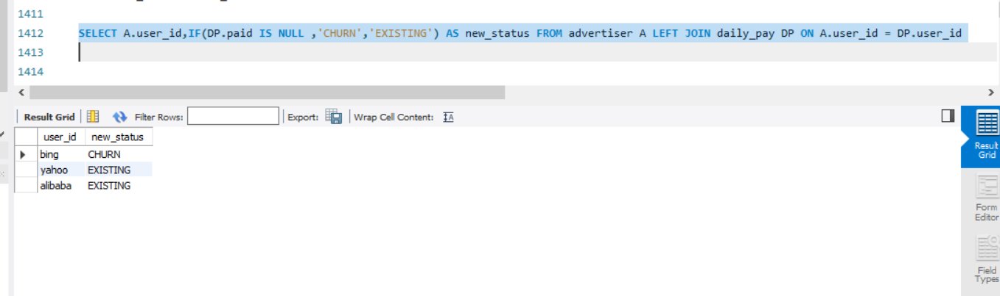 1411
1412 SELECT A.user_id,IF(DP.paid IS NULL ,'CHURN','EXISTING') AS new_status FROM advertiser A LEFT JOIN daily_pay DP ON A.user_id = DP.user_id
1413
1414
Result Grid Filter Rows: Export: Wrap Cell Content: IA
user_id new_status
bing CHURN
yahoo EXISTING
alibaba EXISTING
Result
Grid
Form
Editor
Field
Types